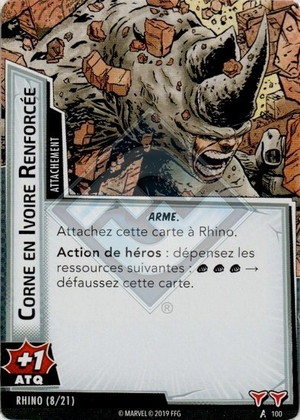 CORNE EN IVOIRE RENFORCÉE
ATTACHEMENT
ARME.
Attachez cette carte à Rhino.
Action de héros : dépensez les
ressources suivantes : →
défaussez cette carte.
®
+1
ATQ
RHINO (8/21)
© MARVEL © 2019 FFG
A 100